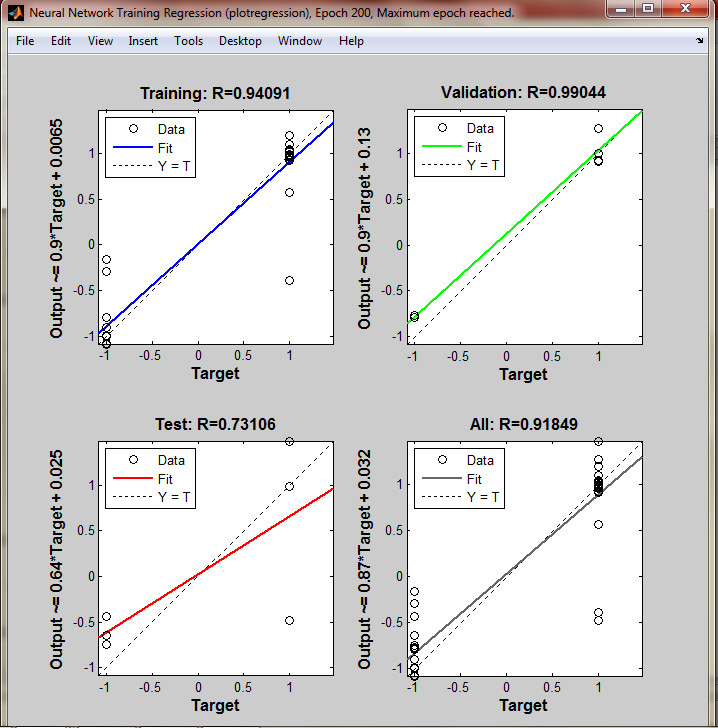 Neural Network Training Regression (plotregression), Epoch 200, Maximum epoch reached.
File Edit View Insert Tools Desktop Window Help
Training: R=0.94091
Output ~= 0.9*Target + 0.0065
Data
Fit
Y = T
1
0.5
0
-0.5
-1
-1 -0.5 0 0.5 1
Target
Validation: R=0.99044
Output ~= 0.9*Target + 0.13
Data
Fit
Y = T
1
0.5
0
-0.5
-1
-1 -0.5 0 0.5 1
Target
Test: R=0.73106
Output ~= 0.64*Target + 0.025
Data
Fit
Y = T
1
0.5
0
-0.5
-1
-1 -0.5 0 0.5 1
Target
All: R=0.91849
Output ~= 0.87*Target + 0.032
Data
Fit
Y = T
1
0.5
0
-0.5
-1
-1 -0.5 0 0.5 1
Target